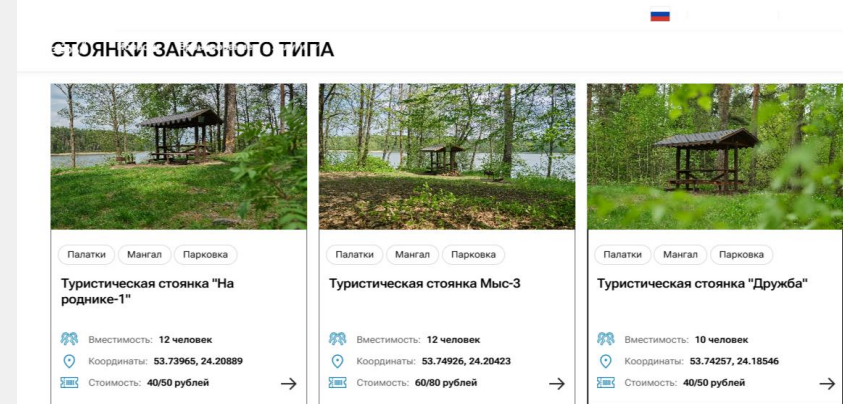 СТОЯНКИ ЗАКАЗНОГО ТИПА
Палатки Мангал Парковка
Туристическая стоянка "На
роднике-1"
Вместимость: 12 человек
Координаты: 53.73965, 24.20889
Стоимость: 40/50 рублей
Палатки Мангал Парковка
Туристическая стоянка Мыс-3
Вместимость: 12 человек
Координаты: 53.74926, 24.20423
Стоимость: 60/80 рублей
Палатки Мангал Парковка
Туристическая стоянка "Дружба"
Вместимость: 10 человек
Координаты: 53.74257, 24.18546
Стоимость: 40/50 рублей